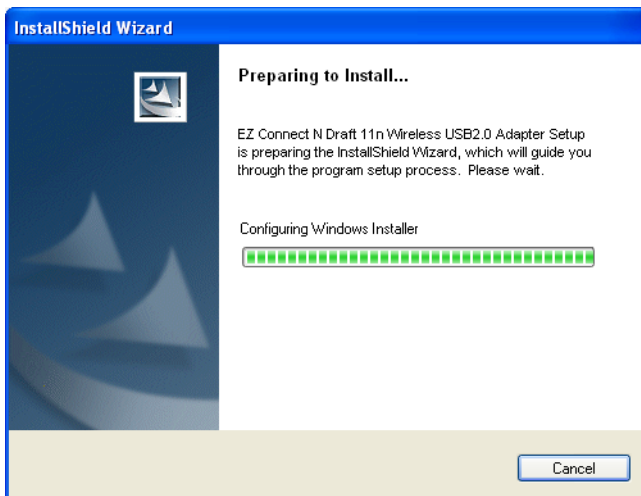 InstallShield Wizard
Preparing to Install...
EZ Connect N Draft 11n Wireless USB2.0 Adapter Setup
is preparing the InstallShield Wizard, which will guide you
through the program setup process.  Please wait.
Configuring Windows Installer
Cancel